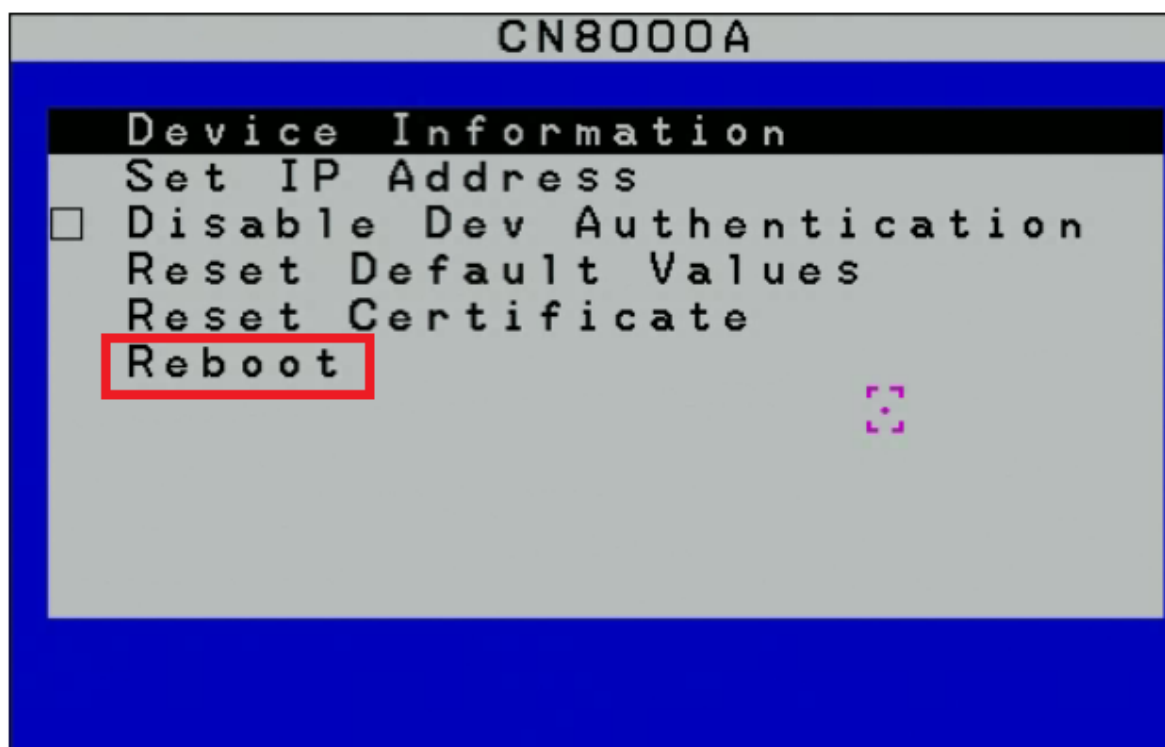 CN8000A
Device Information
Set IP Address
Disable Dev Authentication
Reset Default Values
Reset Certificate
Reboot